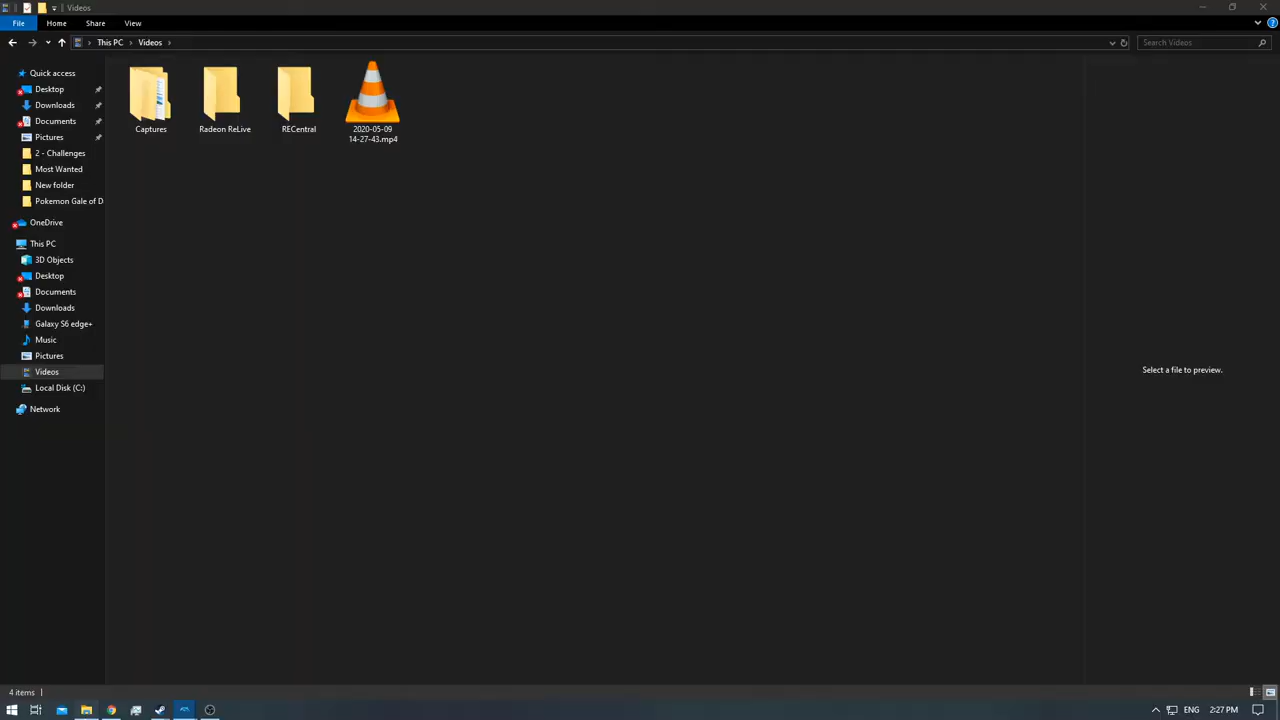 Videos
File
Home
Share
View
This PC
Videos
Search Videos
Quick access
Desktop
Downloads
Documents
Pictures
2 - Challenges
Most Wanted
New folder
Pokemon Gale of D
OneDrive
This PC
3D Objects
Desktop
Documents
Downloads
Galaxy S6 edge+
Music
Pictures
Videos
Local Disk (C:)
Network
Captures
Radeon ReLive
RECentral
2020-05-09
14-27-43.mp4
Select a file to preview.
4 items
ENG
2:27 PM